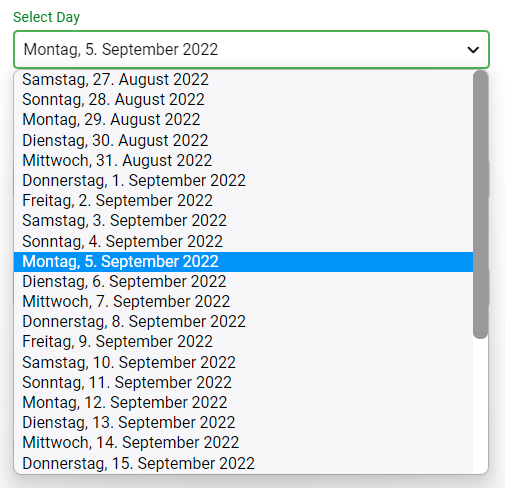 Select Day
Montag, 5. September 2022
Samstag, 27. August 2022
Sonntag, 28. August 2022
Montag, 29. August 2022
Dienstag, 30. August 2022
Mittwoch, 31. August 2022
Donnerstag, 1. September 2022
Freitag, 2. September 2022
Samstag, 3. September 2022
Sonntag, 4. September 2022
Montag, 5. September 2022
Dienstag, 6. September 2022
Mittwoch, 7. September 2022
Donnerstag, 8. September 2022
Freitag, 9. September 2022
Samstag, 10. September 2022
Sonntag, 11. September 2022
Montag, 12. September 2022
Dienstag, 13. September 2022
Mittwoch, 14. September 2022
Donnerstag, 15. September 2022